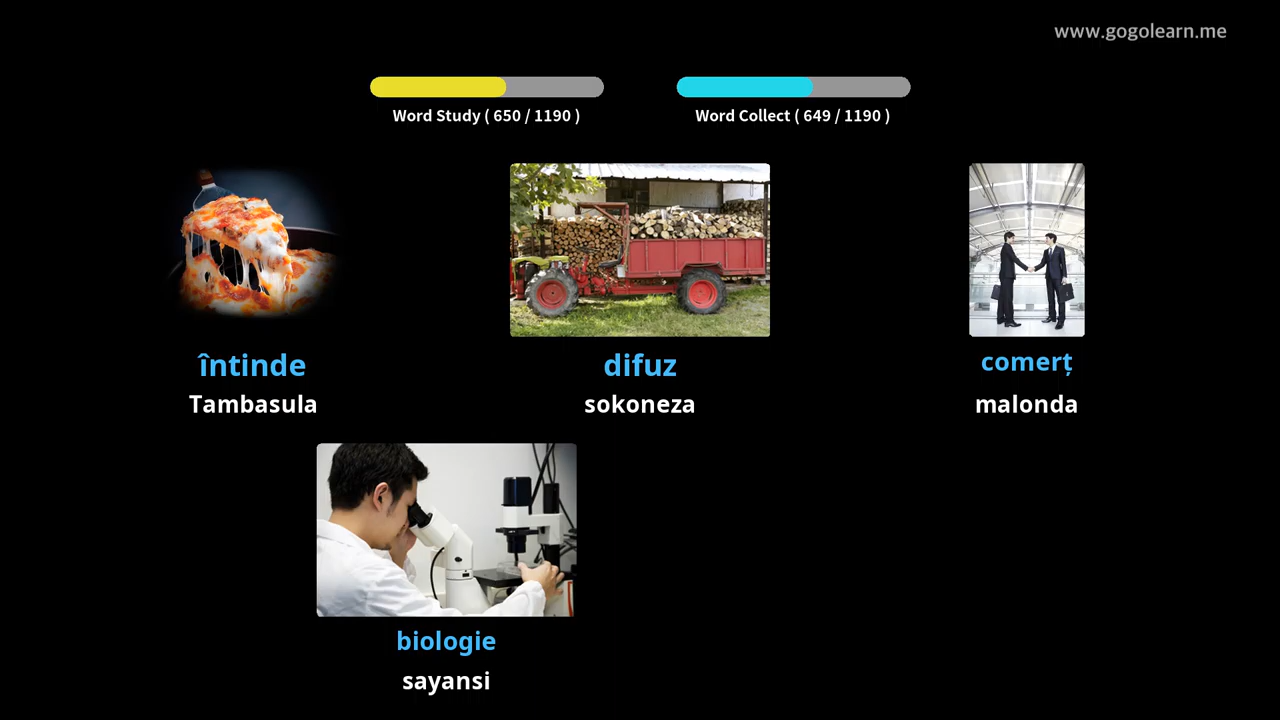 www.gogolearn.me
Word Study ( 650 / 1190 )
Word Collect ( 649 / 1190 )
întinde
Tambasula
difuz
sokoneza
comerț
malonda
biologie
sayansi